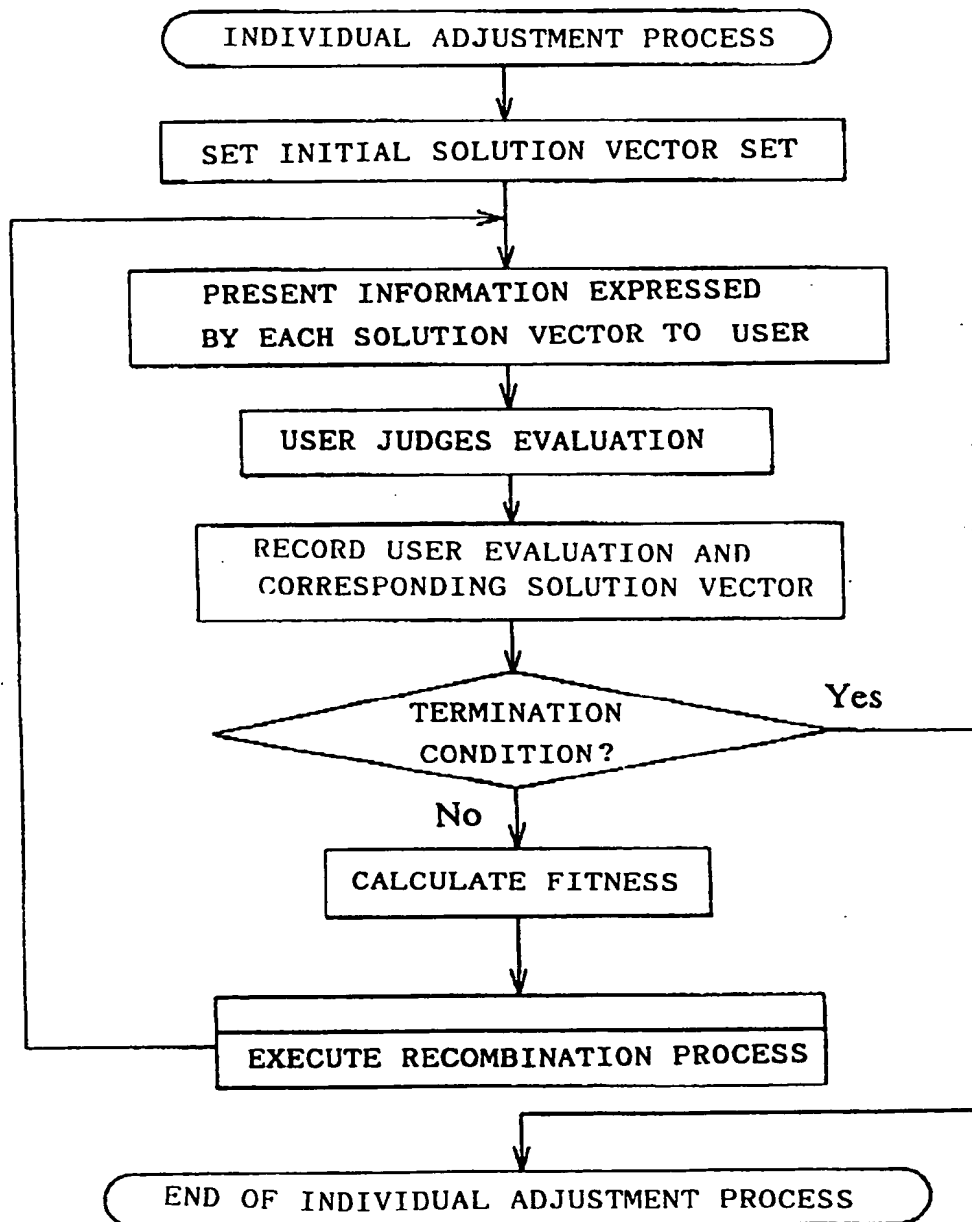 INDIVIDUAL ADJUSTMENT PROCESS
SET INITIAL SOLUTION VECTOR SET
PRESENT INFORMATION EXPRESSED
BY EACH SOLUTION VECTOR TO USER
USER JUDGES EVALUATION
RECORD USER EVALUATION AND
CORRESPONDING SOLUTION VECTOR
TERMINATION
CONDITION?
Yes
No
CALCULATE FITNESS
EXECUTE RECOMBINATION PROCESS
END OF INDIVIDUAL ADJUSTMENT PROCESS